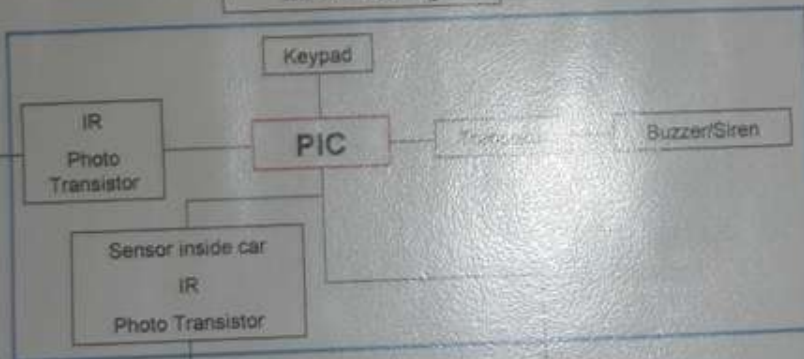 Keypad
IR
Photo
Transistor
PIC
Buzzer/Siren
Sensor inside car
IR
Photo Transistor